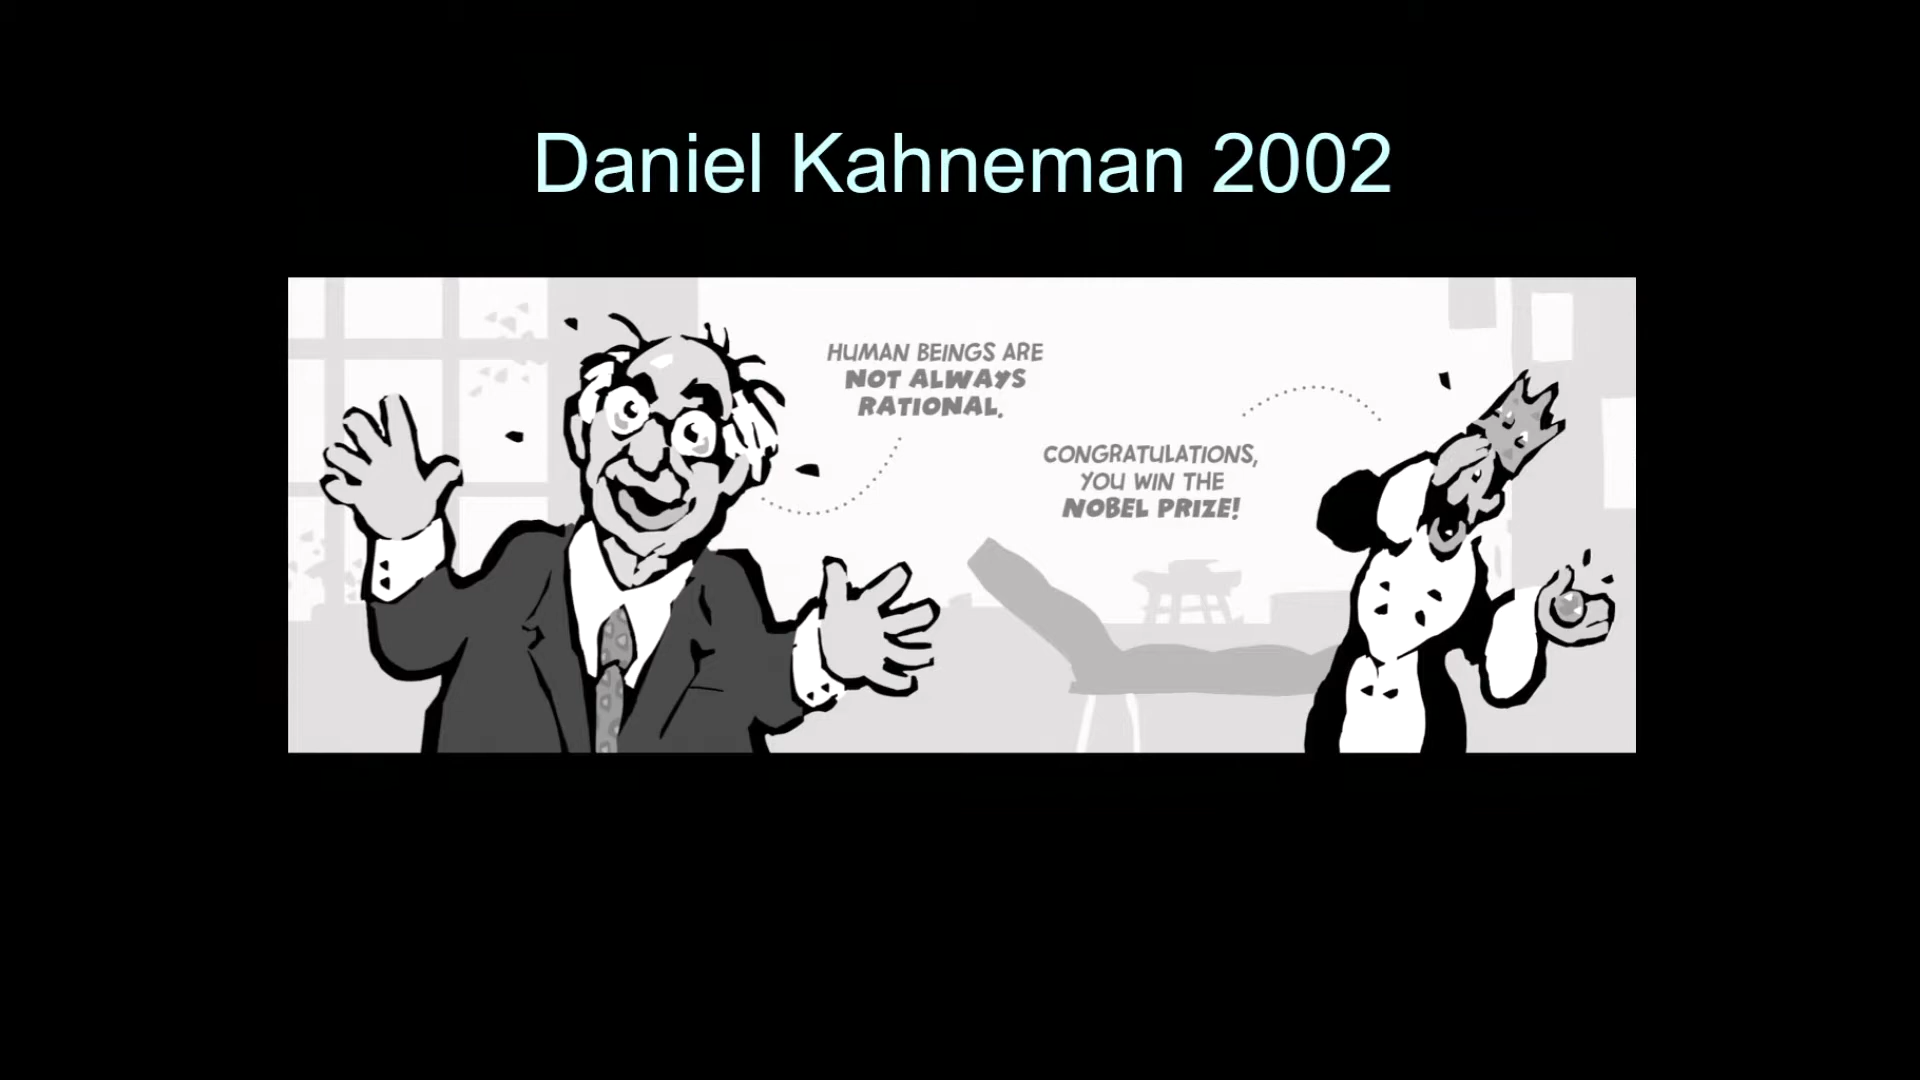 Daniel Kahneman 2002
HUMAN BEINGS ARE
NOT ALWAYS
RATIONAL.
CONGRATULATIONS,
YOU WIN THE
NOBEL PRIZE!